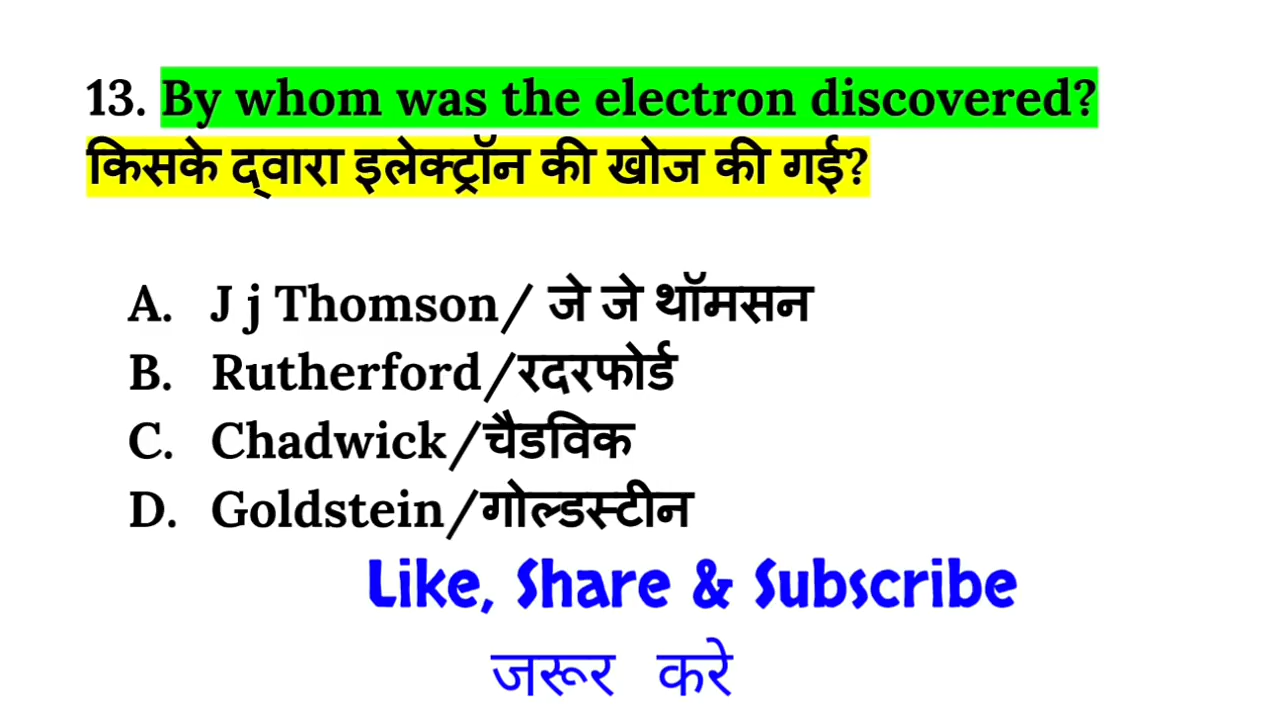 13. By whom was the electron discovered?
किसके द्वारा इलेक्ट्रॉन की खोज की गई?
A. J j Thomson/ जे जे थॉमसन
B. Rutherford/रदरफोर्ड
C. Chadwick/चैडविक
D. Goldstein/गोल्डस्टीन
Like, Share & Subscribe
जरूर करे